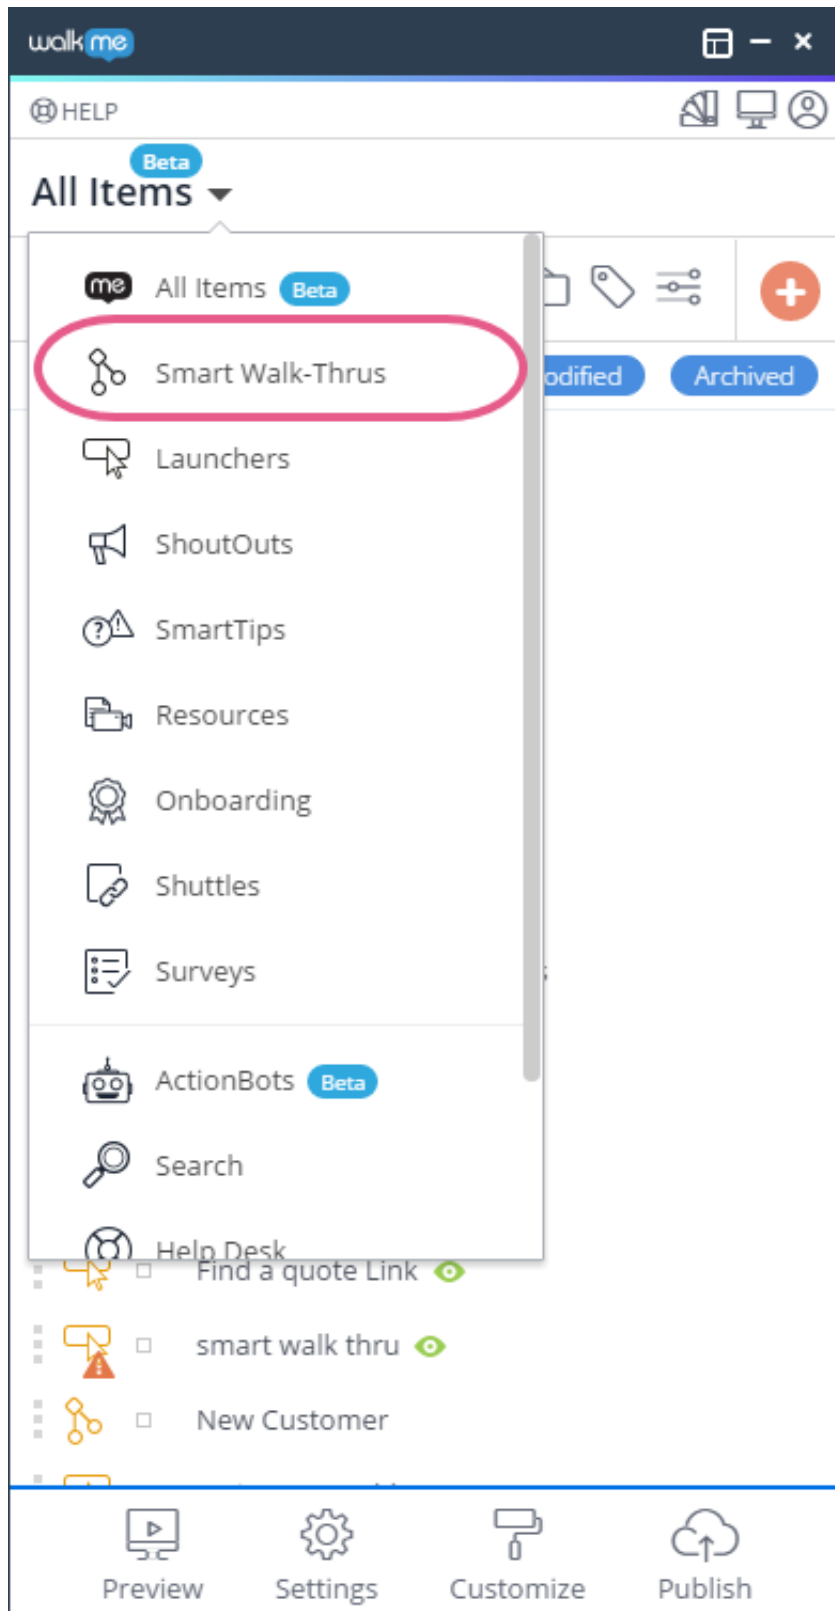 walkme
HELP
Beta
All Items
me All Items Beta
Smart Walk-Thrus
odified
Archived
Launchers
ShoutOuts
SmartTips
Resources
Onboarding
Shuttles
Surveys
ActionBots Beta
Search
Help Desk
Find a quote Link
smart walk thru
New Customer
Preview Settings Customize Publish